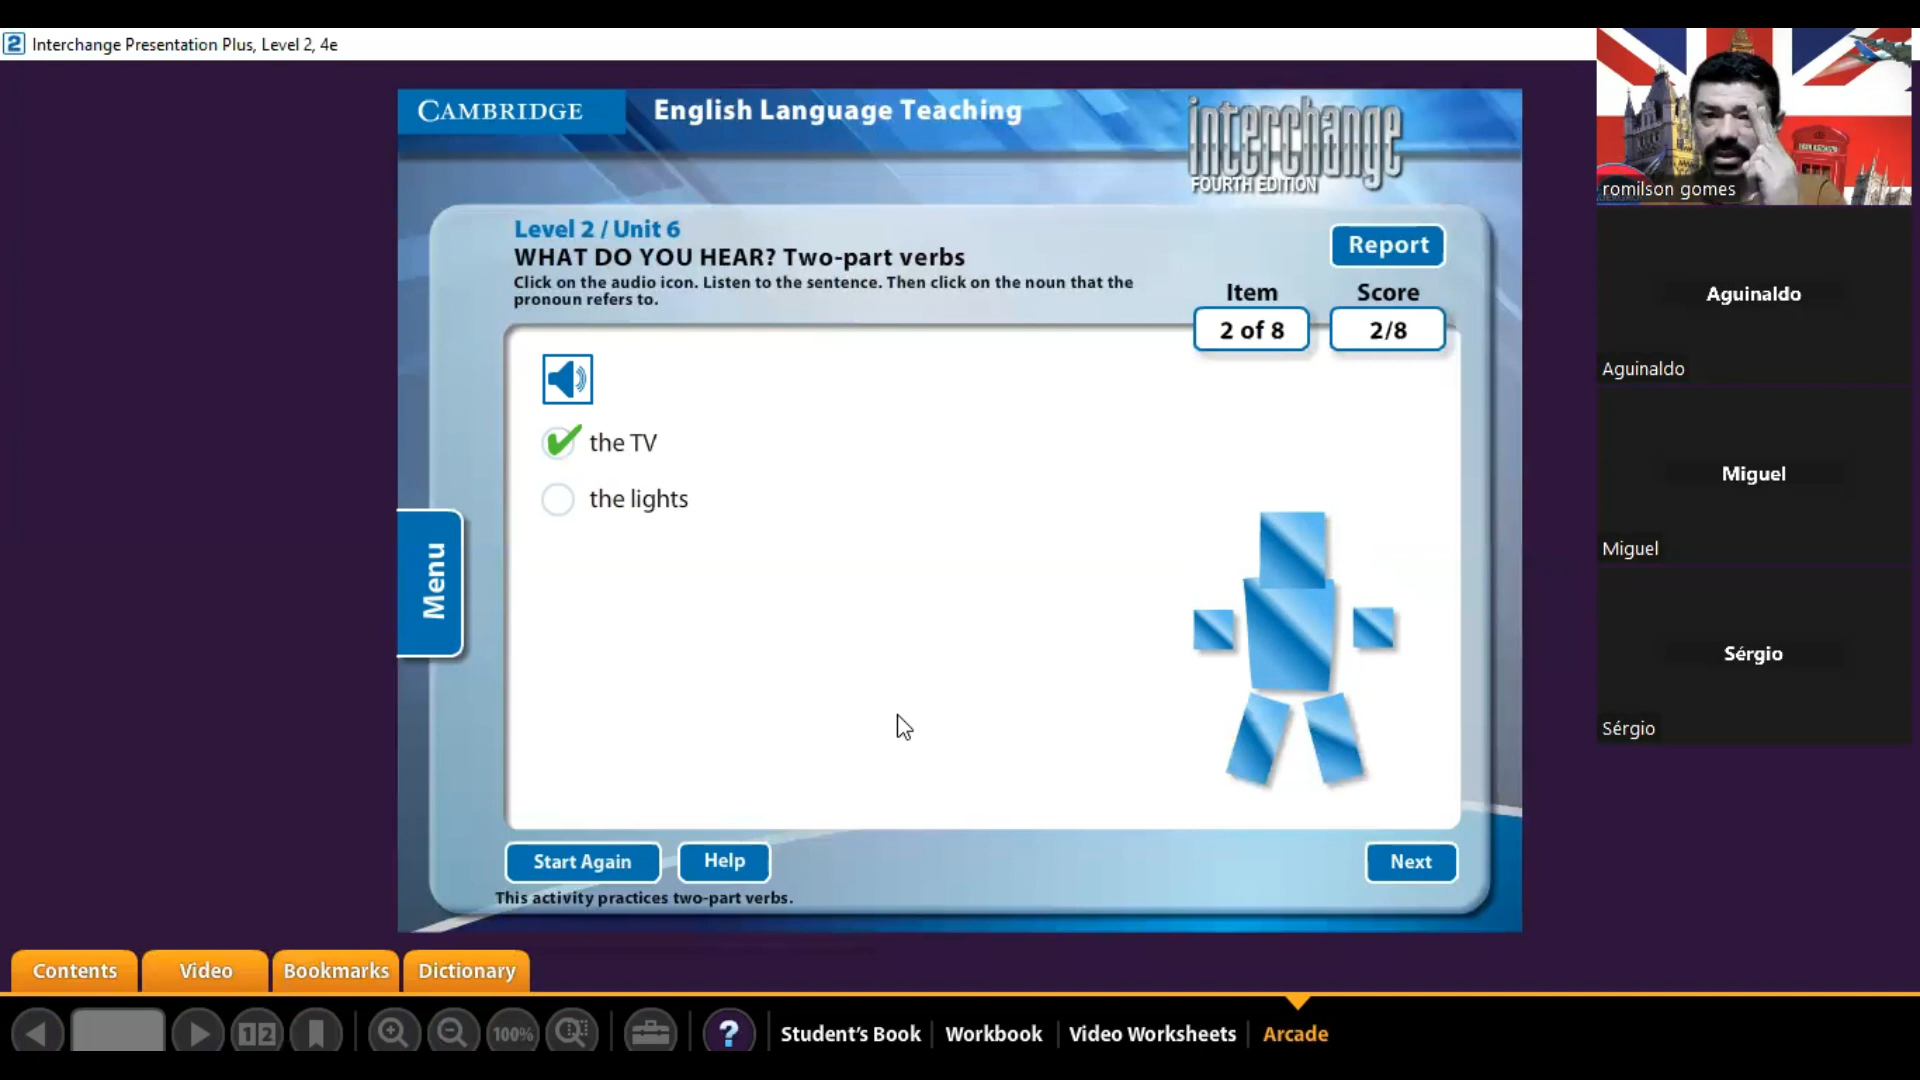 2 Interchange Presentation Plus, Level 2, 4e
CAMBRIDGE
English Language Teaching
interchange
FOURTH EDITION
Level 2 / Unit 6
WHAT DO YOU HEAR? Two-part verbs
Click on the audio icon. Listen to the sentence. Then click on the noun that the
pronoun refers to.
Report
Item
Score
2 of 8
2/8
the TV
the lights
Menu
Start Again
Help
Next
This activity practices two-part verbs.
romilson gomes
Aguinaldo
Aguinaldo
Miguel
Miguel
Sérgio
Sérgio
Contents
Video
Bookmarks
Dictionary
12
100%
?
Student's Book
Workbook
Video Worksheets
Arcade